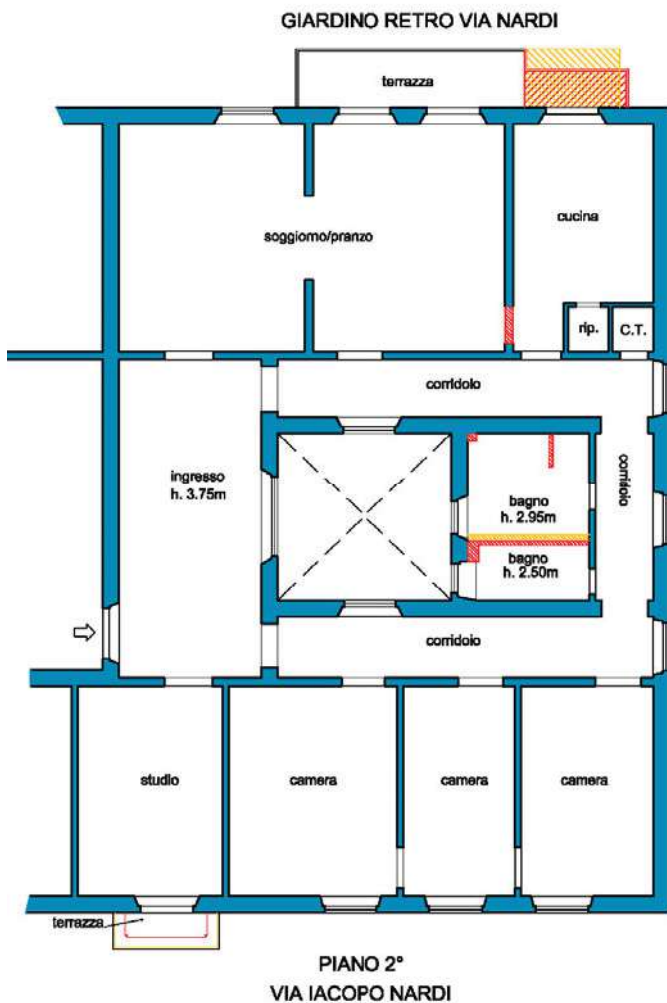 GIARDINO RETRO VIA NARDI
terrazza
cucina
soggiorno/pranzo
rip.
C.T.
corridoio
ingresso
h. 3.75m
corridoio
bagno
h. 2.95m
bagno
h. 2.50m
corridoio
studio
camera
camera
camera
terrazza
PIANO 2°
VIA IACOPO NARDI